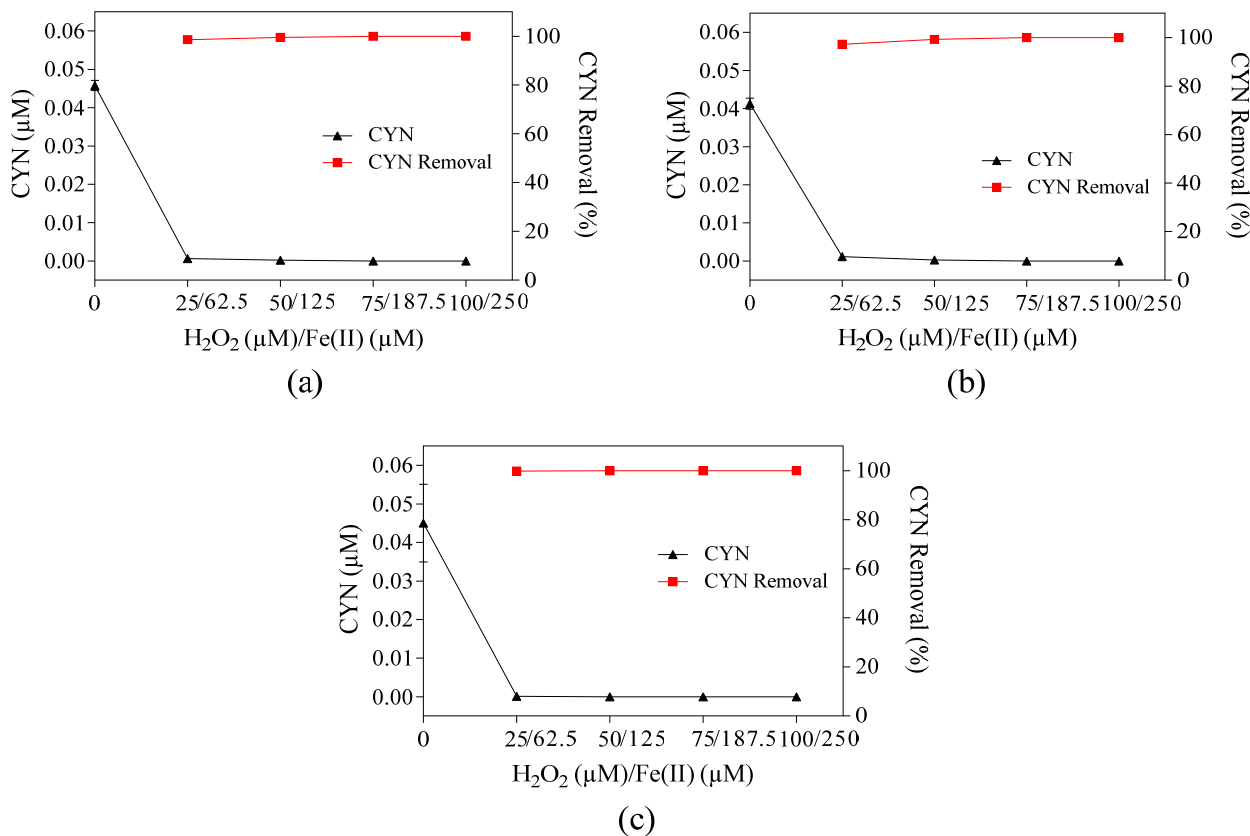 0.06
0.05
0.04
0.03
0.02
0.01
0.00
CYN (µM)
100
80
60
40
20
0
CYN Removal (%)
CYN
CYN Removal
0 25/62.5 50/125 75/187.5 100/250
H₂O₂ (µM)/Fe(II) (µM)
(a)
0.06
0.05
0.04
0.03
0.02
0.01
0.00
CYN (µM)
100
80
60
40
20
0
CYN Removal (%)
CYN
CYN Removal
0 25/62.5 50/125 75/187.5 100/250
H₂O₂ (µM)/Fe(II) (µM)
(b)
0.06
0.05
0.04
0.03
0.02
0.01
0.00
CYN (µM)
100
80
60
40
20
0
CYN Removal (%)
CYN
CYN Removal
0 25/62.5 50/125 75/187.5 100/250
H₂O₂ (µM)/Fe(II) (µM)
(c)